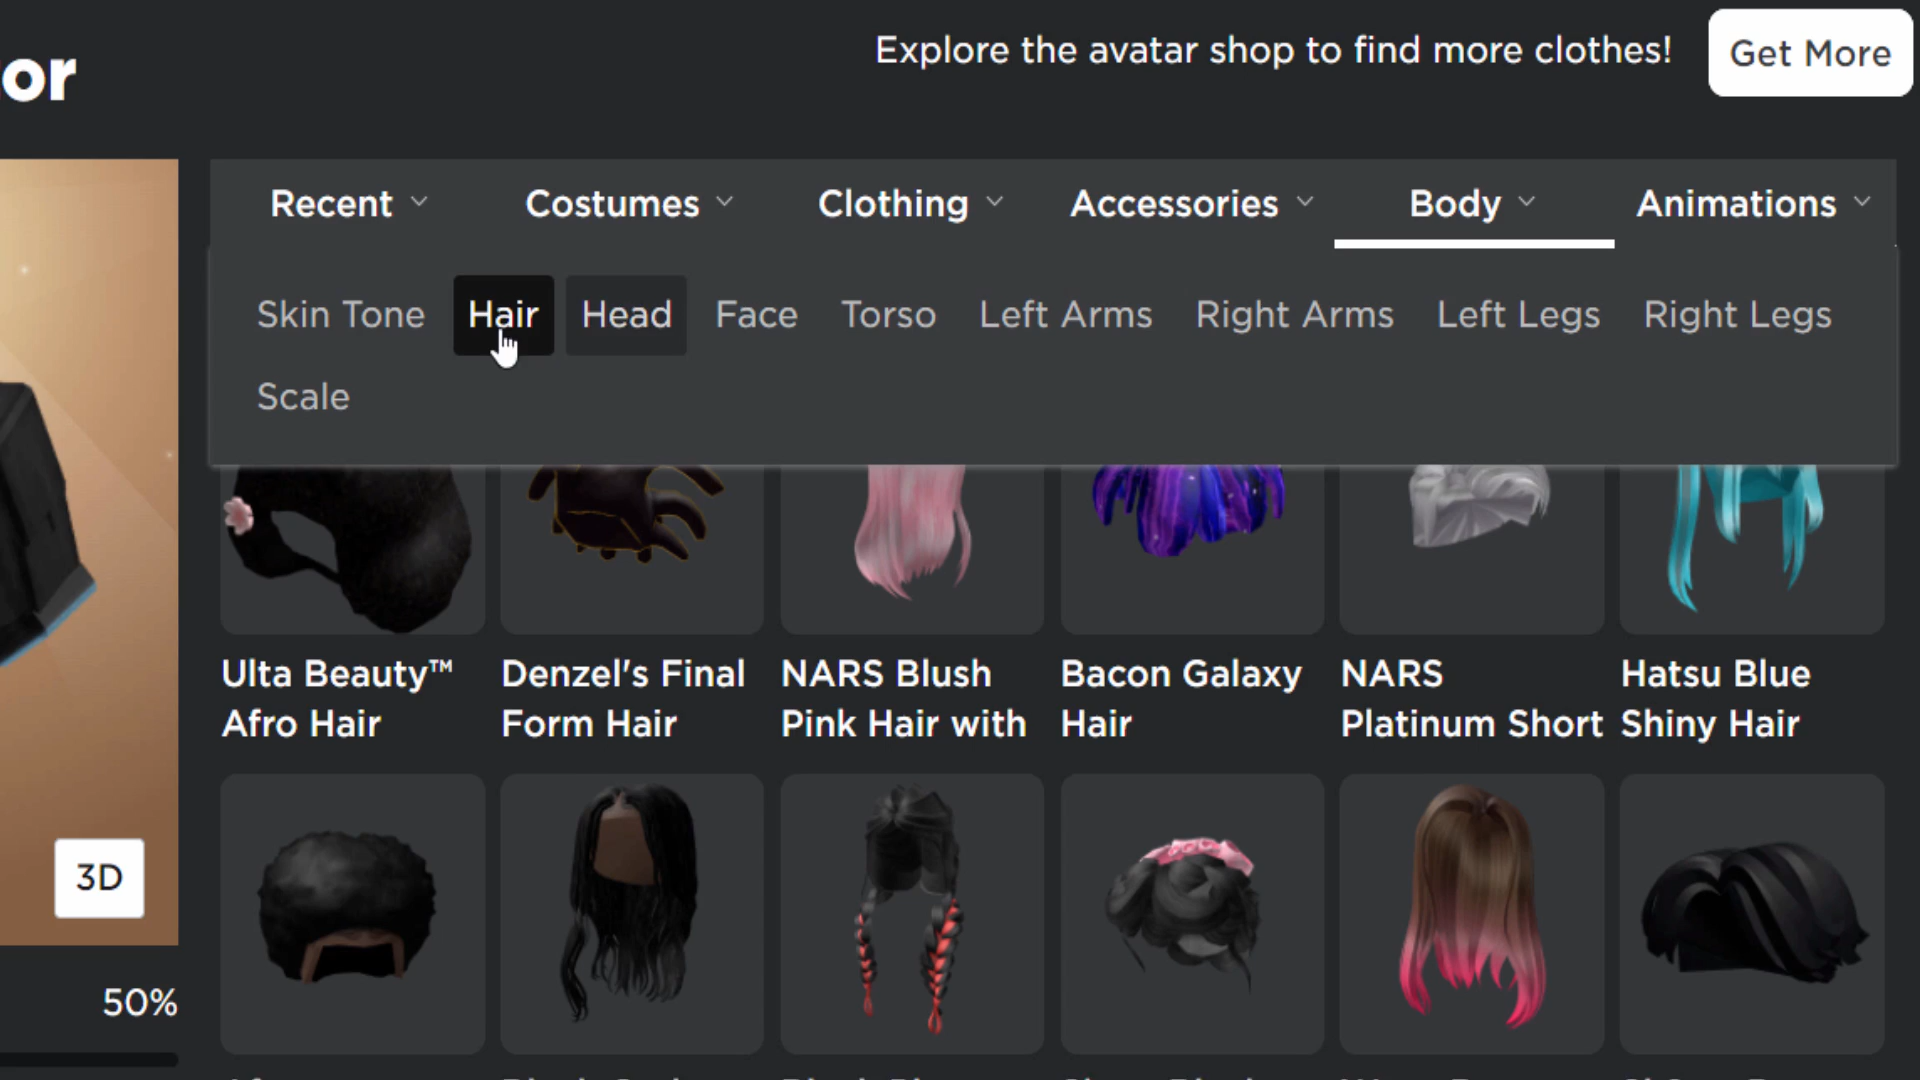 or
Explore the avatar shop to find more clothes!
Get More
Recent Costumes Clothing Accessories Body Animations
Skin Tone Hair Head Face Torso Left Arms Right Arms Left Legs Right Legs
Scale
Ulta Beauty™ Denzel's Final NARS Blush Bacon Galaxy NARS Hatsu Blue
Afro Hair Form Hair Pink Hair with Hair Platinum Short Shiny Hair
3D
50%